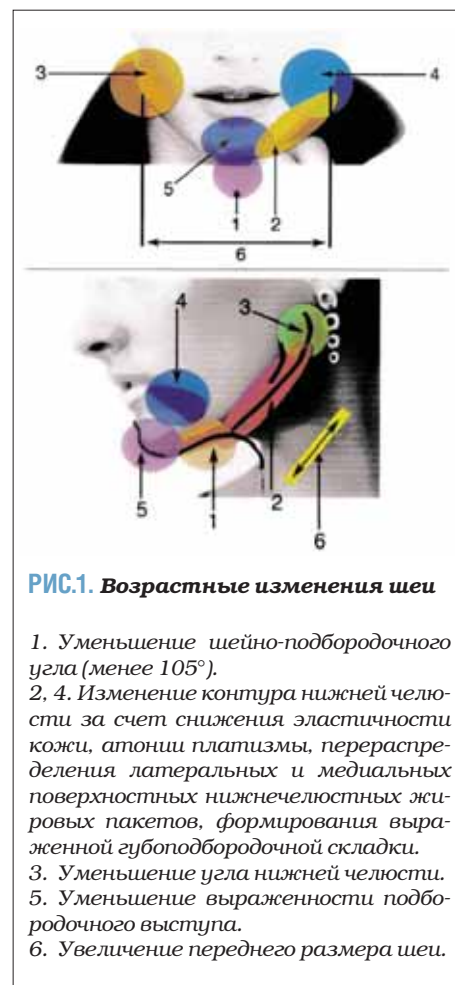 3 4
5
1 2
6
4 3
5 1 2
6
РИС.1. Возрастные изменения шеи
1. Уменьшение шейно-подбородочного
угла (менее 105°).
2, 4. Изменение контура нижней челю-
сти за счет снижения эластичности
кожи, атонии платизмы, перераспре-
деления латеральных и медиальных
поверхностных нижнечелюстных жи-
ровых пакетов, формирования выра-
женной губоподбородочной складки.
3. Уменьшение угла нижней челюсти.
5. Уменьшение выраженности подбо-
родочного выступа.
6. Увеличение переднего размера шеи.